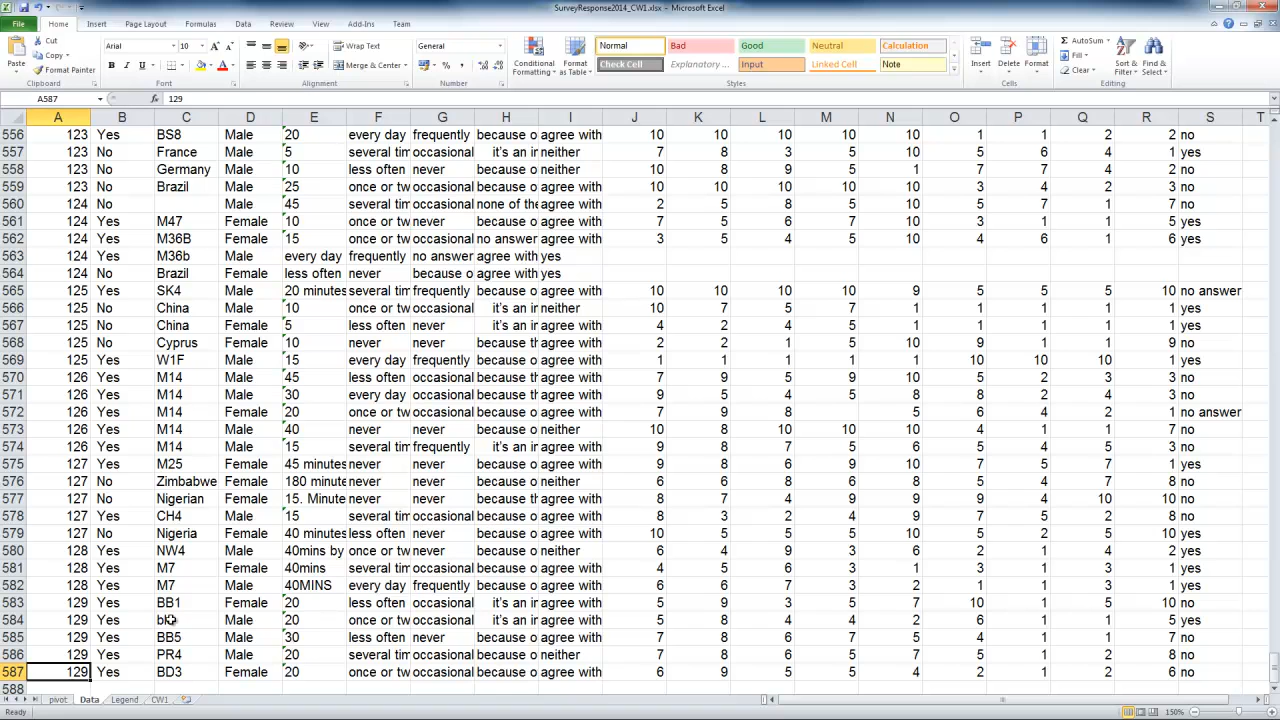 SurveyResponse2014_CW1.xlsx - Microsoft Excel
File Home Insert Page Layout Formulas Data Review View Add-Ins Team
Paste Cut Copy Format Painter Clipboard
Arial 10 Font
Wrap Text Merge & Center Alignment
General Number
Conditional Formatting Format as Table
Normal Bad Good Neutral Calculation
Check Cell Explanatory ... Input Linked Cell Note
Styles
Insert Delete Format Cells
AutoSum Fill Clear Sort & Filter Find & Select Editing
A587 fx 129
A B C D E F G H I J K L M N O P Q R S T
556 123 Yes BS8 Male 20 every day frequently because o agree with 10 10 10 10 10 1 1 2 2 no
557 123 No France Male 5 several tim occasional it's an in neither 7 8 3 5 10 5 6 4 1 yes
558 123 No Germany Male 10 less often never because o neither 10 8 9 5 1 7 7 4 2 no
559 123 No Brazil Male 25 once or tw occasional because o agree with 10 10 10 10 10 3 4 2 3 no
560 124 No Male 45 several tim occasional none of the agree with 2 5 8 5 10 5 7 1 7 no
561 124 Yes M47 Female 10 once or tw never because o agree with 7 5 6 7 10 3 1 1 5 yes
562 124 Yes M36B Female 15 once or tw occasional no answer agree with 3 5 4 5 10 4 6 1 6 yes
563 124 Yes M36b Female every day frequently no answer agree with yes
564 124 No Brazil Female less often never because o agree with yes
565 125 Yes SK4 Male 20 minutes several tim frequently because o agree with 10 10 10 10 9 5 5 5 10 no answer
566 125 No China Male 10 once or tw occasional it's an in neither 10 7 5 7 1 1 1 1 1 yes
567 125 No China Female 5 less often never because o agree with 4 2 4 5 1 1 1 1 1 yes
568 125 No Cyprus Female 10 never never because o agree with 2 2 1 5 10 9 1 1 9 no
569 125 Yes W1F Male 15 every day frequently because o agree with 1 1 1 1 1 10 10 10 1 yes
570 126 Yes M14 Male 45 less often occasional because th agree with 7 9 5 9 10 5 2 3 3 no
571 126 Yes M14 Male 30 every day occasional because o agree with 9 5 4 5 8 8 2 4 3 no
572 126 Yes M14 Female 20 once or tw occasional because o agree with 7 9 8 5 6 4 2 1 no answer
573 126 Yes M14 Male 40 never occasional because o neither 10 8 10 10 10 4 1 1 7 no
574 126 Yes M14 Male 15 several tim frequently it's an in agree with 9 8 7 5 6 5 4 5 3 no
575 127 Yes M25 Female 45 minutes never never because o agree with 9 8 6 9 10 7 5 7 1 yes
576 127 No Zimbabwe Female 180 minute never never because o neither 6 6 8 6 8 5 4 7 8 no
577 127 No Nigerian Female 15. Minute never never because th agree with 8 7 4 9 9 9 4 10 10 no
578 127 Yes CH4 Male 15 several tim occasional because o agree with 8 3 2 4 9 7 5 2 8 no
579 127 No Nigeria Female 40 minutes less often never because o agree with 10 5 5 5 10 5 2 5 10 yes
580 128 Yes NW4 Male 40mins by once or tw occasional because o neither 6 4 9 3 6 2 1 4 2 yes
581 128 Yes M7 Female 40mins several tim occasional because o agree with 4 5 6 3 1 3 1 1 3 yes
582 128 Yes M7 Male 40MINS every day frequently because o agree with 6 6 7 3 2 1 1 3 1 yes
583 129 Yes BB1 Female 20 less often occasional it's an in agree with 5 9 3 5 7 10 1 5 10 no
584 129 Yes Male 20 once or tw occasional it's an in agree with 5 8 4 4 2 6 1 1 5 yes
585 129 Yes BB5 Male 30 less often never because o agree with 7 8 6 7 5 4 1 1 7 no
586 129 Yes PR4 Male 20 several tim occasional because o neither 7 8 6 5 1 5 1 2 8 no
587 129 Yes BD3 Female 20 once or tw occasional because o agree with 6 9 5 5 4 2 1 2 6 no
588
pivot Data Legend CW1
Ready 150%